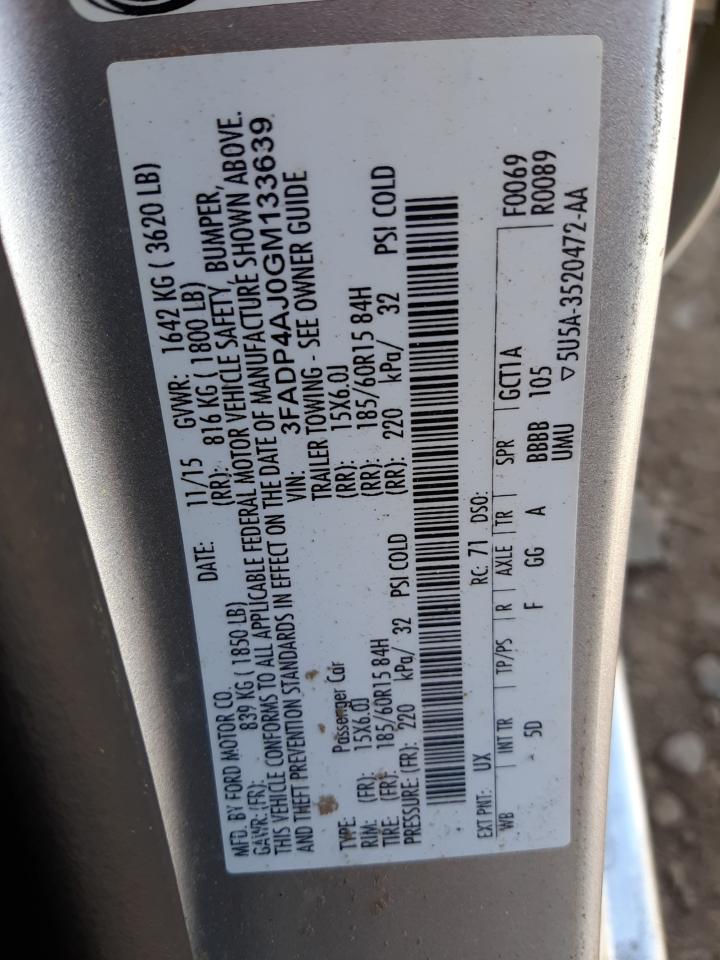 MFD. BY FORD MOTOR CO. DATE: 11/15 GVWR: 1642 KG ( 3620 LB)
GAWR: (FR): 839 KG ( 1850 LB) (RR): 816 KG ( 1800 LB)
THIS VEHICLE CONFORMS TO ALL APPLICABLE FEDERAL MOTOR VEHICLE SAFETY, BUMPER,
AND THEFT PREVENTION STANDARDS IN EFFECT ON THE DATE OF MANUFACTURE SHOWN ABOVE.
VIN: 3FADP4AJ0GM133639
TYPE: Passenger Car TRAILER TOWING - SEE OWNER GUIDE
RIM: (FR): 15X6.0J (RR): 15X6.0J
TIRE: (FR): 185/60R15 84H (RR): 185/60R15 84H
PRESSURE: (FR): 220 kPa/ 32 PSI COLD (RR): 220 kPa/ 32 PSI COLD
EXT PNT: UX RC: 71 DSO: F0069
WB INT TR TP/PS R AXLE TR SPR GCT1A R0089
5D F GG A BBBB 105
UMU ▽5U5A-3520472-AA